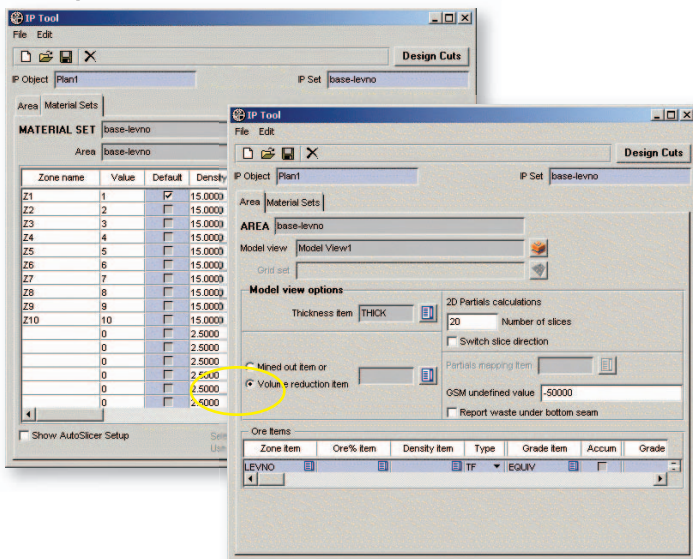 IP Tool
File Edit
Design Cuts
IP Object Plant1 IP Set base-levno
Area Material Sets
MATERIAL SET base-levno
Area base-levno
Zone name Value Default Density
Z1 1 15.0000
Z2 2 15.0000
Z3 3 15.0000
Z4 4 15.0000
Z5 5 15.0000
Z6 6 15.0000
Z7 7 15.0000
Z8 8 15.0000
Z9 9 15.0000
Z10 10 15.0000
0 2.5000
0 2.5000
0 2.5000
0 2.5000
0 2.5000
0 2.5000
Show AutoSlicer Setup
IP Tool
File Edit
Design Cuts
IP Object Plant1 IP Set base-levno
Area Material Sets
AREA base-levno
Model view Model View1
Grid set
Model view options
Thickness item THICK
2D Partials calculations
20 Number of slices
Switch slice direction
Mined out item or
Volume reduction item
Partials mapping item
GSM undefined value -50000
Report waste under bottom seam
Ore Items
Zone item Ore% item Density item Type Grade item Accum Grade
LEVNO TF EQUIV